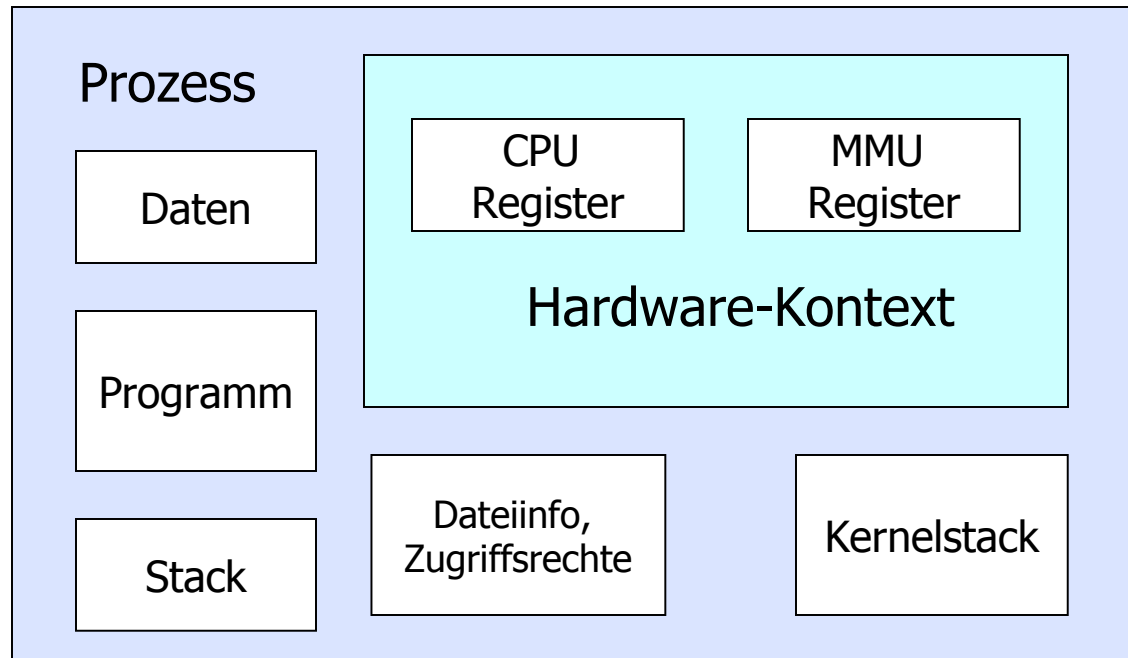 Prozess
Daten
Programm
Stack
CPU
Register
MMU
Register
Hardware-Kontext
Dateiinfo,
Zugriffsrechte
Kernelstack